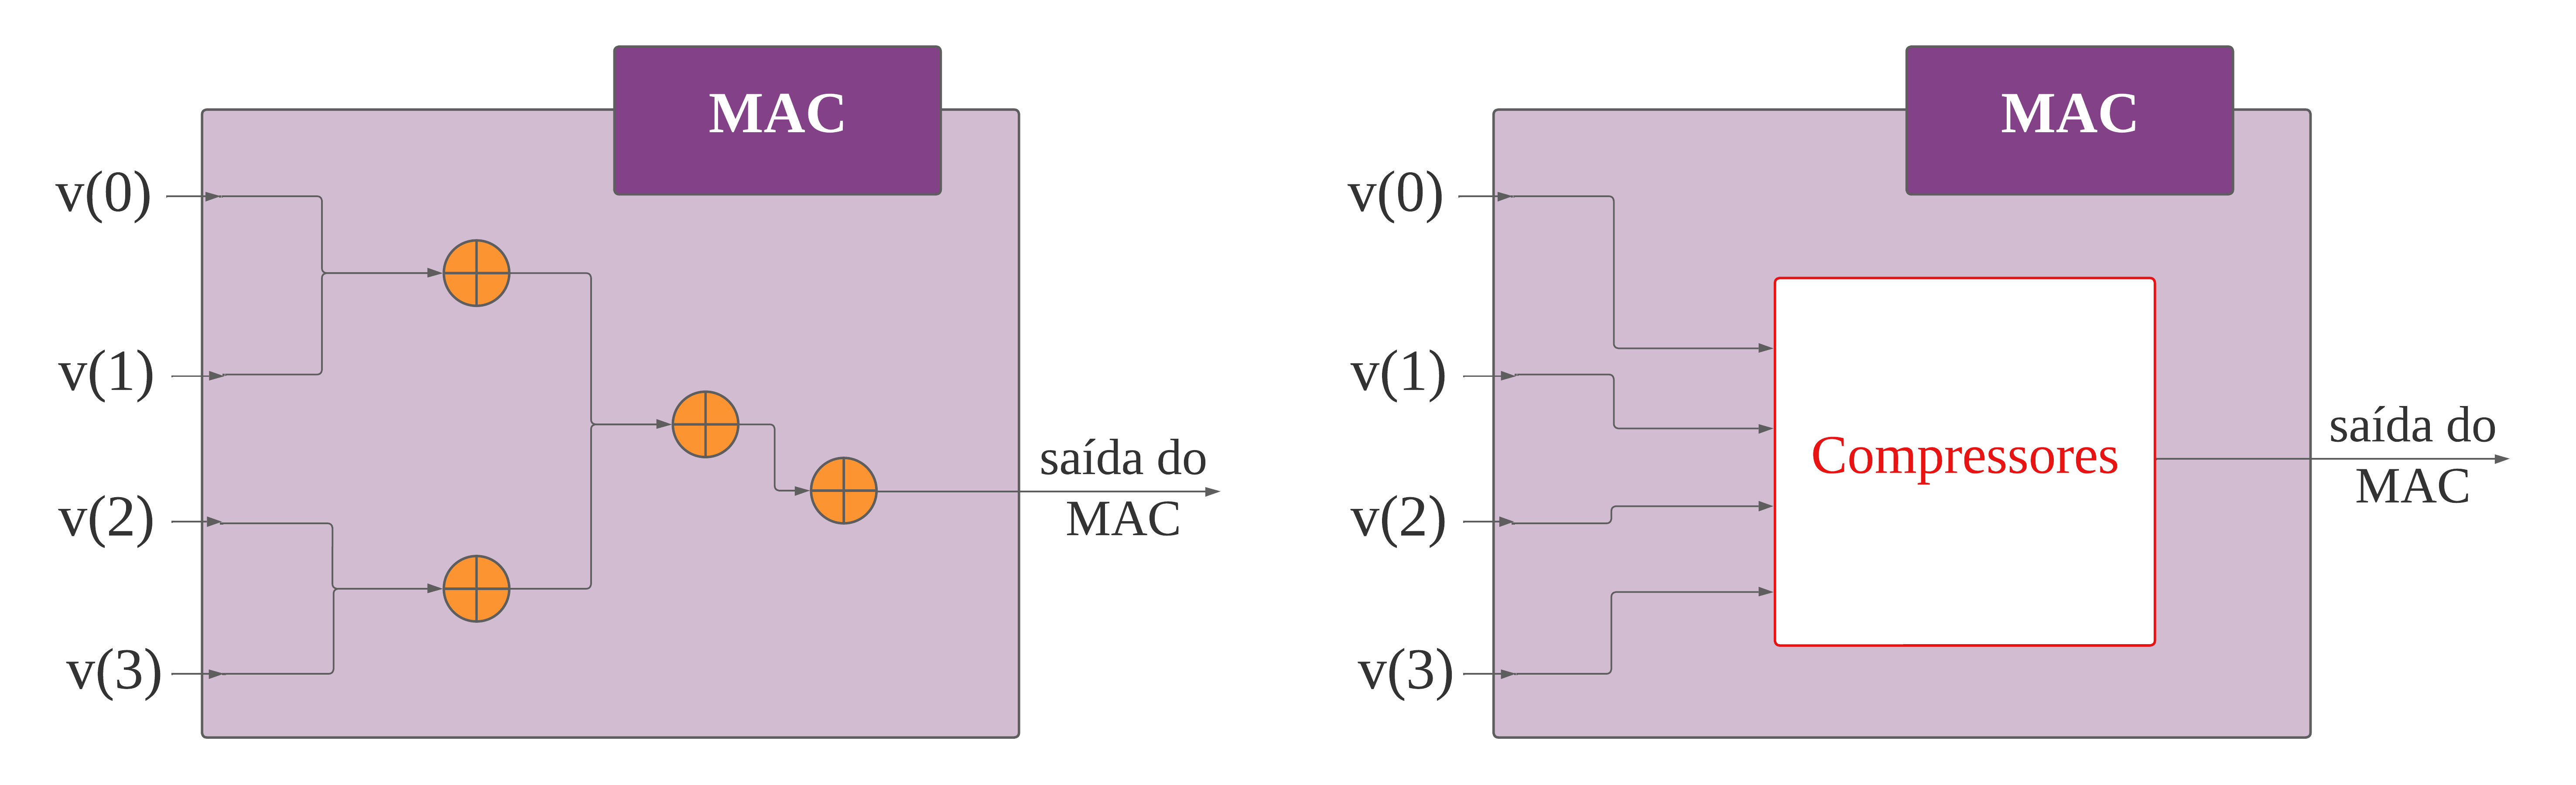 MAC
v(0)
v(1)
v(2)
v(3)
saída do
MAC
MAC
v(0)
v(1)
v(2)
v(3)
Compressores
saída do
MAC